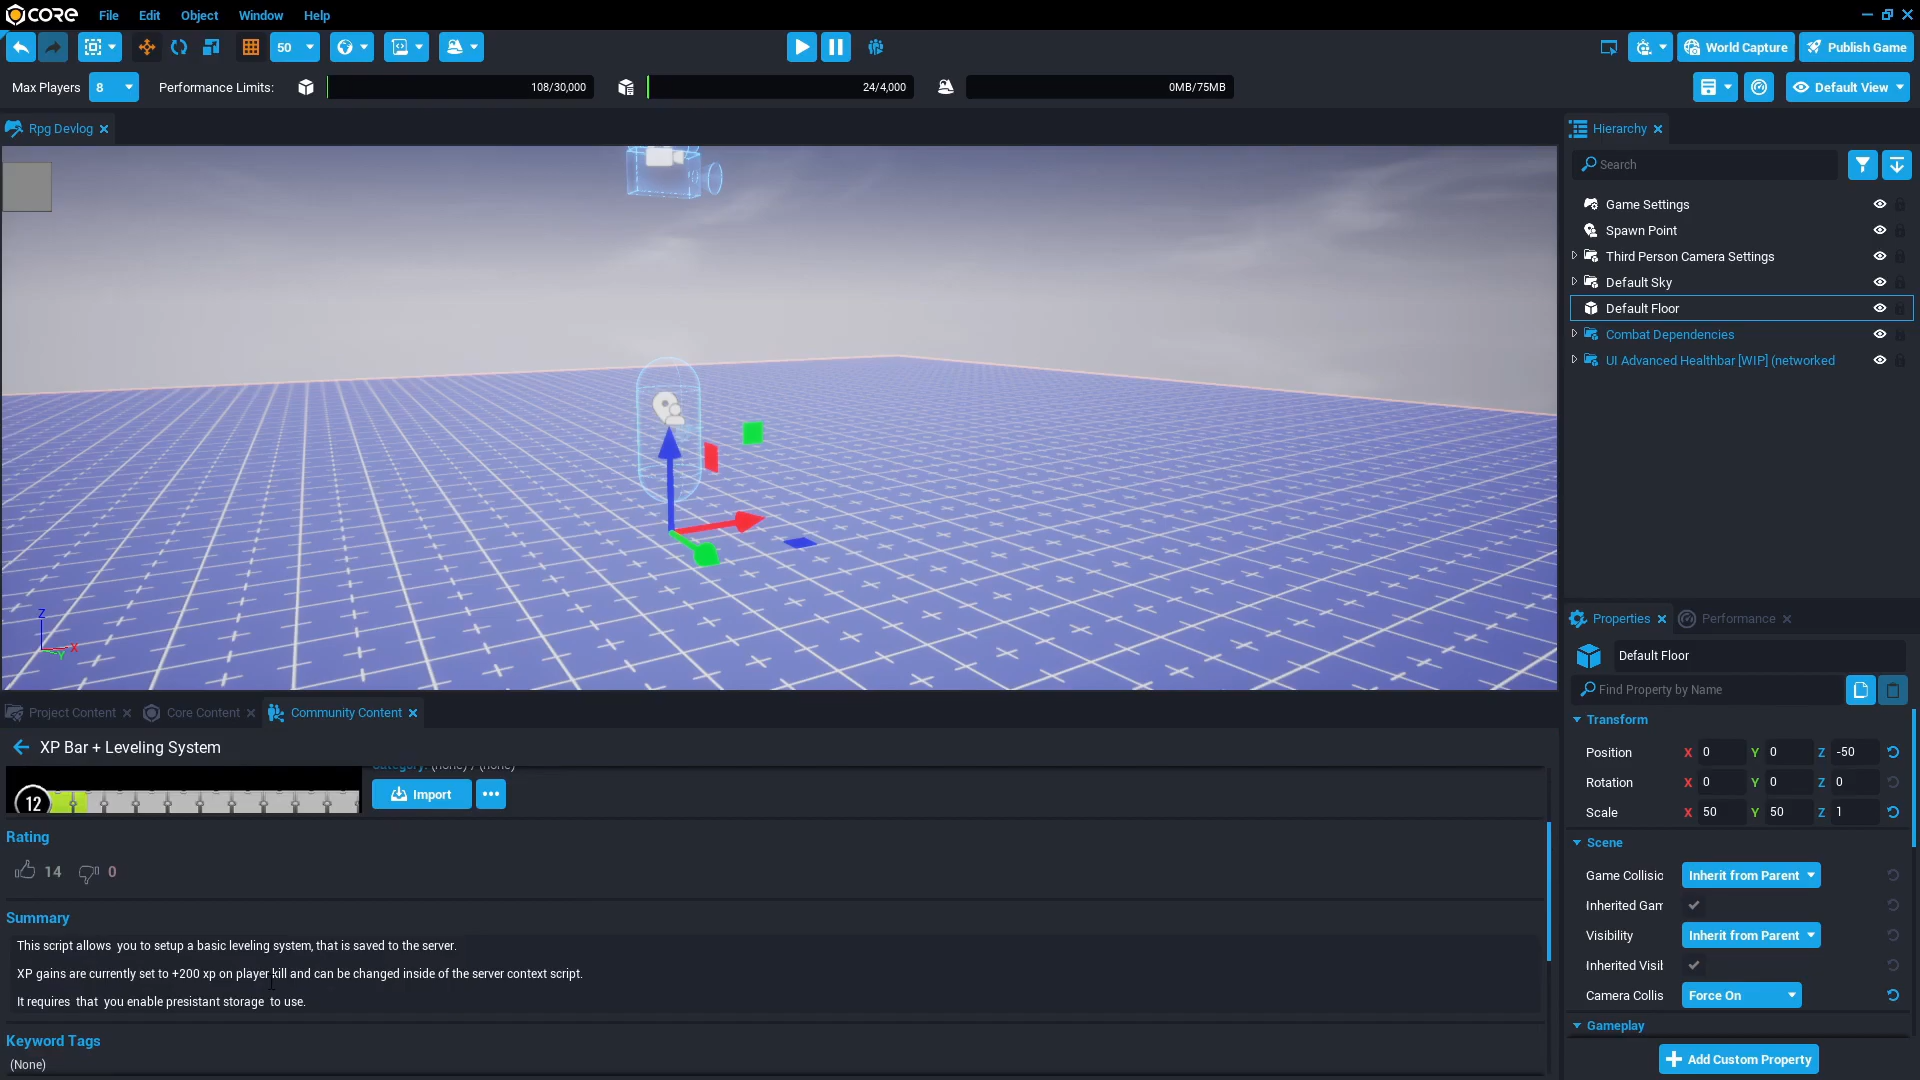 CORE File Edit Object Window Help
50 World Capture Publish Game
Max Players 8 Performance Limits: 108/30,000 24/4,000 0MB/75MB Default View
Rpg Devlog
Hierarchy
Search
Game Settings
Spawn Point
Third Person Camera Settings
Default Sky
Default Floor
Combat Dependencies
UI Advanced Healthbar [WIP] (networked
Z
X
Y
Properties Performance
Default Floor
Find Property by Name
Transform
Position X 0 Y 0 Z -50
Rotation X 0 Y 0 Z 0
Scale X 50 Y 50 Z 1
Scene
Game Collisio Inherit from Parent
Inherited Gam
Visibility Inherit from Parent
Inherited Visib
Camera Collis Force On
Gameplay
Add Custom Property
Project Content Core Content Community Content
XP Bar + Leveling System
Category: (none) / (none)
12 Import
Rating
14 0
Summary
This script allows you to setup a basic leveling system, that is saved to the server.
XP gains are currently set to +200 xp on player kill and can be changed inside of the server context script.
It requires that you enable presistant storage to use.
Keyword Tags
(None)